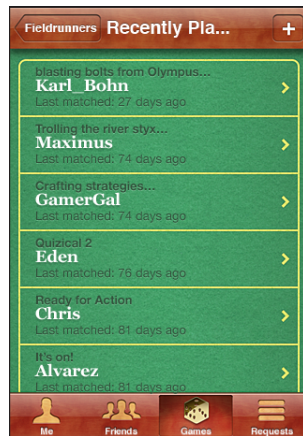 Fieldrunners
Recently Pla...
+
blasting bolts from Olympus...
Karl_Bohn
Last matched: 27 days ago
Trolling the river styx...
Maximus
Last matched: 74 days ago
Crafting strategies...
GamerGal
Last matched: 74 days ago
Quizical 2
Eden
Last matched: 76 days ago
Ready for Action
Chris
Last matched: 81 days ago
It's on!
Alvarez
Last matched: 81 days ago
Me
Friends
Games
Requests